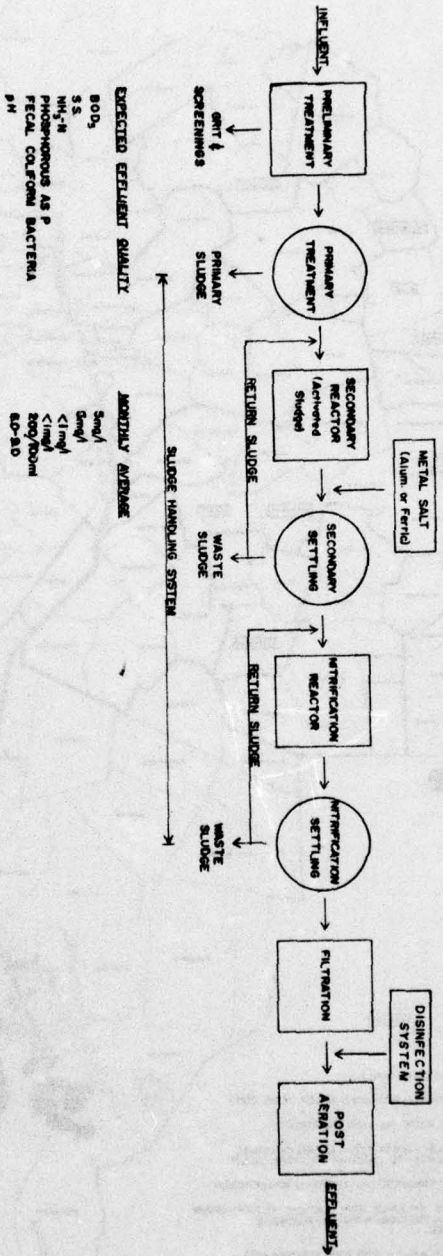 INFLUENT
PRELIMINARY
TREATMENT
GRIT &
SCREENINGS
PRIMARY
TREATMENT
PRIMARY
SLUDGE
SECONDARY
REACTOR
(Activated
Sludge)
RETURN SLUDGE
METAL SALT
(Alum. or Ferric)
SECONDARY
SETTLING
WASTE
SLUDGE
NITRIFICATION
REACTOR
RETURN SLUDGE
NITRIFICATION
SETTLING
WASTE
SLUDGE
FILTRATION
DISINFECTION
SYSTEM
POST
AERATION
EFFLUENT
SLUDGE HANDLING SYSTEM
EXPECTED EFFLUENT QUALITY MONTHLY AVERAGE
BOD5 5mg/l
S.S. 5mg/l
NH3-N <1mg/l
PHOSPHOROUS AS P <1mg/l
FECAL COLIFORM BACTERIA 200/100ml
pH 6.0-9.0